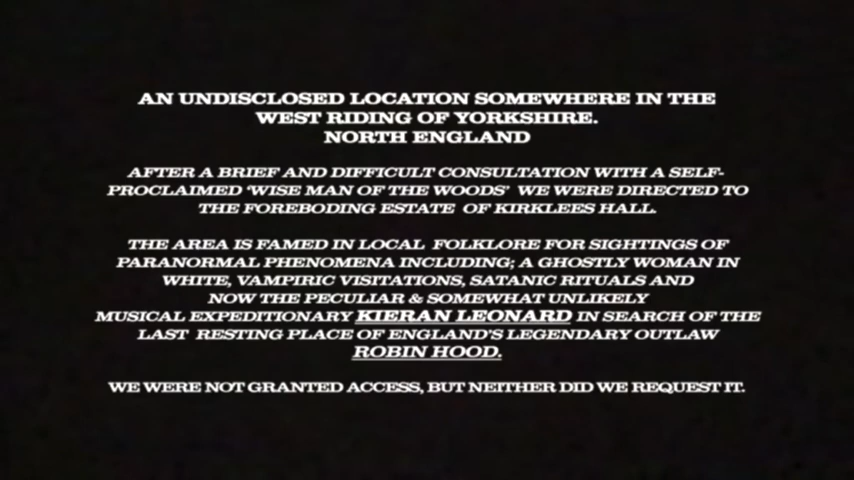 AN UNDISCLOSED LOCATION SOMEWHERE IN THE
WEST RIDING OF YORKSHIRE.
NORTH ENGLAND
AFTER A BRIEF AND DIFFICULT CONSULTATION WITH A SELF-
PROCLAIMED 'WISE MAN OF THE WOODS' WE WERE DIRECTED TO
THE FOREBODING ESTATE OF KIRKLEES HALL.
THE AREA IS FAMED IN LOCAL FOLKLORE FOR SIGHTINGS OF
PARANORMAL PHENOMENA INCLUDING; A GHOSTLY WOMAN IN
WHITE, VAMPIRIC VISITATIONS, SATANIC RITUALS AND
NOW THE PECULIAR & SOMEWHAT UNLIKELY
MUSICAL EXPEDITIONARY KIERAN LEONARD IN SEARCH OF THE
LAST RESTING PLACE OF ENGLAND'S LEGENDARY OUTLAW
ROBIN HOOD.
WE WERE NOT GRANTED ACCESS, BUT NEITHER DID WE REQUEST IT.